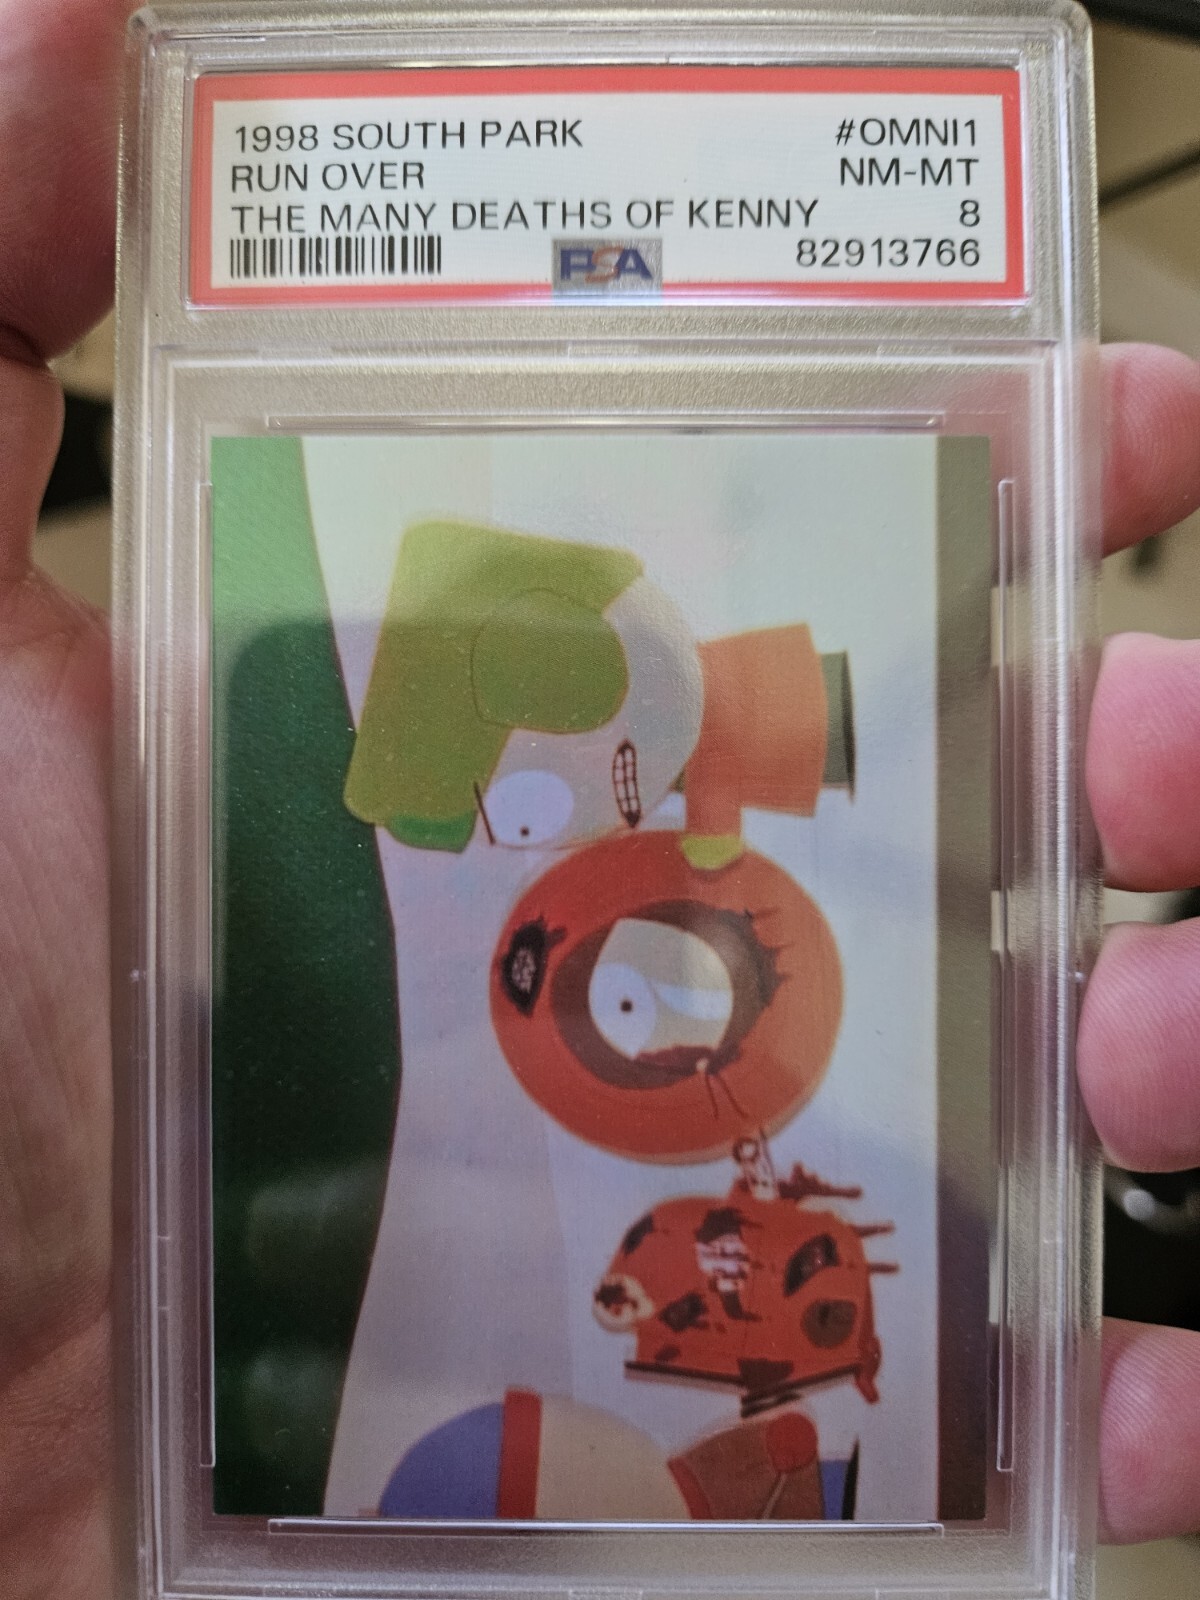 1998 SOUTH PARK #OMNI1
RUN OVER NM-MT
THE MANY DEATHS OF KENNY 8
PSA 82913766